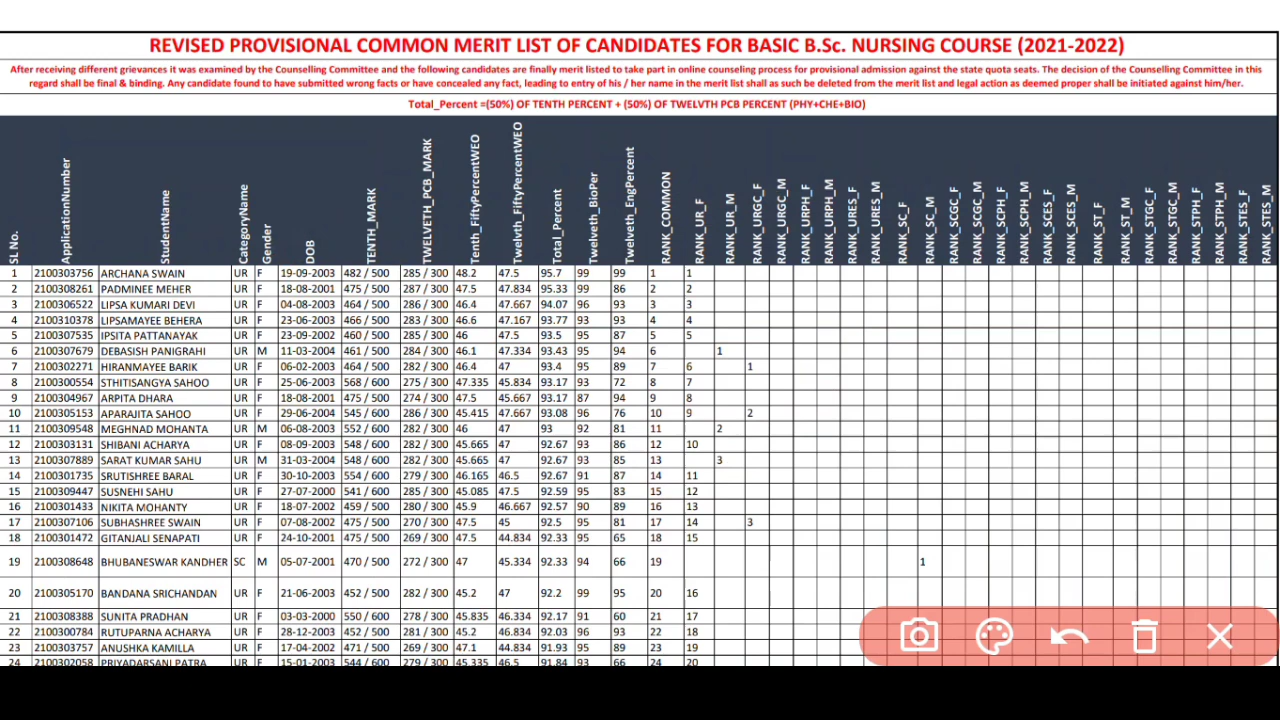 REVISED PROVISIONAL COMMON MERIT LIST OF CANDIDATES FOR BASIC B.Sc. NURSING COURSE (2021-2022)
After receiving different grievances it was examined by the Counselling Committee and the following candidates are finally merit listed to take part in online counseling process for provisional admission against the state quota seats. The decision of the Counselling Committee in this
regard shall be final & binding. Any candidate found to have submitted wrong facts or have concealed any fact, leading to entry of his / her name in the merit list shall as such be deleted from the merit list and legal action as deemed proper shall be initiated against him/her.
Total_Percent =(50%) OF TENTH PERCENT + (50%) OF TWELVTH PCB PERCENT (PHY+CHE+BIO)
Sl No. ApplicationNumber StudentName CategoryName Gender DOB TENTH_MARK TWELVETH_PCB_MARK Tenth_FiftyPercentWEO Twelvth_FiftyPercentWEO Total_Percent Twelveth_BioPer Twelveth_EngPercent RANK_COMMON RANK_UR_F RANK_UR_M RANK_URGC_F RANK_URGC_M RANK_URPH_F RANK_URPH_M RANK_URES_F RANK_URES_M RANK_SC_F RANK_SC_M RANK_SCGC_F RANK_SCGC_M RANK_SCPH_F RANK_SCPH_M RANK_SCES_F RANK_SCES_M RANK_ST_F RANK_ST_M RANK_STGC_F RANK_STGC_M RANK_STPH_F RANK_STPH_M RANK_STES_F RANK_STES_M
1 2100303756 ARCHANA SWAIN UR F 19-09-2003 482 / 500 285 / 300 48.2 47.5 95.7 99 99 1 1
2 2100308261 PADMINEE MEHER UR F 18-08-2001 475 / 500 287 / 300 47.5 47.834 95.33 99 86 2 2
3 2100306522 LIPSA KUMARI DEVI UR F 04-08-2003 464 / 500 286 / 300 46.4 47.667 94.07 96 93 3 3
4 2100310378 LIPSAMAYEE BEHERA UR F 23-06-2003 466 / 500 283 / 300 46.6 47.167 93.77 93 93 4 4
5 2100307535 IPSITA PATTANAYAK UR F 23-09-2002 460 / 500 285 / 300 46 47.5 93.5 95 87 5 5
6 2100307679 DEBASISH PANIGRAHI UR M 11-03-2004 461 / 500 284 / 300 46.1 47.334 93.43 95 94 6 1
7 2100302271 HIRANMAYEE BARIK UR F 06-02-2003 464 / 500 282 / 300 46.4 47 93.4 95 89 7 6 1
8 2100300554 STHITISANGYA SAHOO UR F 25-06-2003 568 / 600 275 / 300 47.335 45.834 93.17 93 72 8 7
9 2100304967 ARPITA DHARA UR F 18-08-2001 475 / 500 274 / 300 47.5 45.667 93.17 87 94 9 8
10 2100305153 APARAJITA SAHOO UR F 29-06-2004 545 / 600 286 / 300 45.415 47.667 93.08 96 76 10 9 2
11 2100309548 MEGHNAD MOHANTA UR M 06-08-2003 552 / 600 282 / 300 46 47 93 92 81 11 2
12 2100303131 SHIBANI ACHARYA UR F 08-09-2003 548 / 600 282 / 300 45.665 47 92.67 93 86 12 10
13 2100307889 SARAT KUMAR SAHU UR M 31-03-2004 548 / 600 282 / 300 45.665 47 92.67 93 85 13 3
14 2100301735 SRUTISHREE BARAL UR F 30-10-2003 554 / 600 279 / 300 46.165 46.5 92.67 91 87 14 11
15 2100309447 SUSNEHI SAHU UR F 27-07-2000 541 / 600 285 / 300 45.085 47.5 92.59 95 83 15 12
16 2100301433 NIKITA MOHANTY UR F 18-07-2002 459 / 500 280 / 300 45.9 46.667 92.57 90 89 16 13
17 2100307106 SUBHASHREE SWAIN UR F 07-08-2002 475 / 500 270 / 300 47.5 45 92.5 95 81 17 14 3
18 2100301472 GITANJALI SENAPATI UR F 24-10-2001 475 / 500 269 / 300 47.5 44.834 92.33 95 65 18 15
19 2100308648 BHUBANESWAR KANDHER SC M 05-07-2001 470 / 500 272 / 300 47 45.334 92.33 94 66 19 1
20 2100305170 BANDANA SRICHANDAN UR F 21-06-2003 452 / 500 282 / 300 45.2 47 92.2 99 95 20 16
21 2100308388 SUNITA PRADHAN UR F 03-03-2000 550 / 600 278 / 300 45.835 46.334 92.17 91 60 21 17
22 2100300784 RUTUPARNA ACHARYA UR F 28-12-2003 452 / 500 281 / 300 45.2 46.834 92.03 96 93 22 18
23 2100303757 ANUSHKA KAMILLA UR F 17-04-2002 471 / 500 269 / 300 47.1 44.834 91.93 95 89 23 19
24 2100302058 PRIYADARSANI PATRA UR F 15-01-2003 544 / 600 279 / 300 45.335 46.5 91.84 93 66 24 20